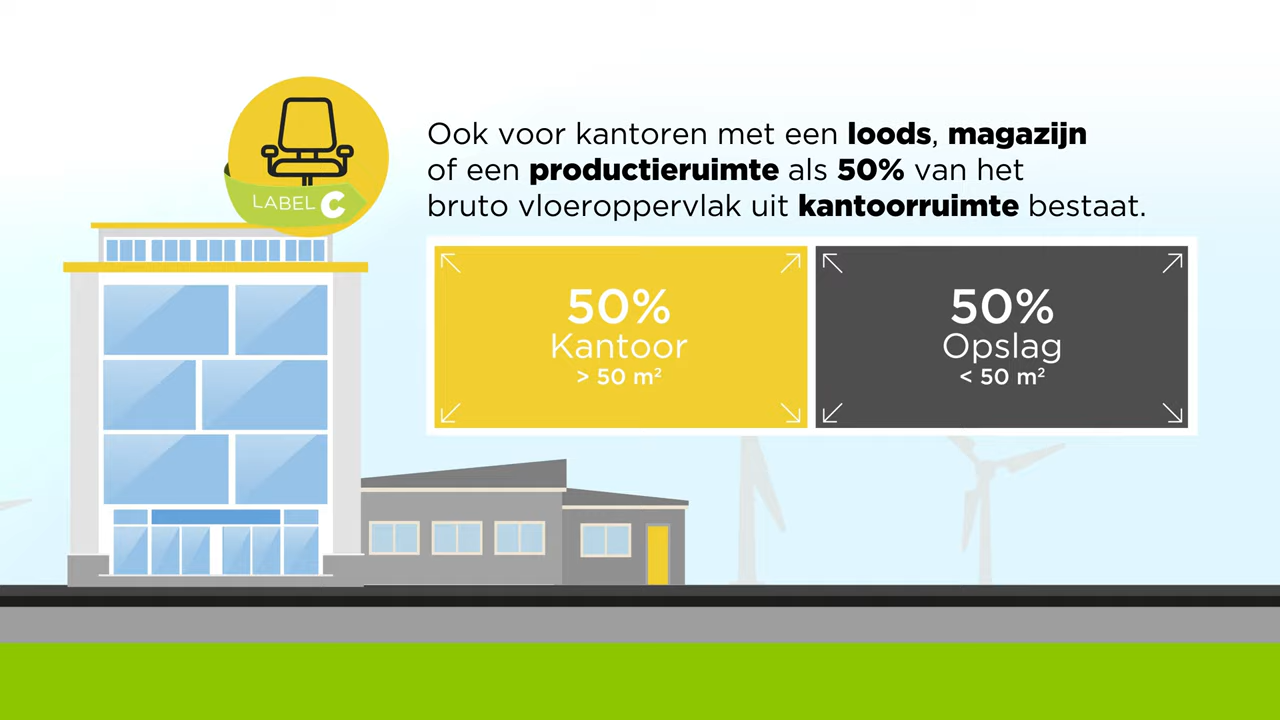 LABEL C
Ook voor kantoren met een loods, magazijn
of een productieruimte als 50% van het
bruto vloeroppervlak uit kantoorruimte bestaat.
50%
Kantoor
> 50 m²
50%
Opslag
< 50 m²